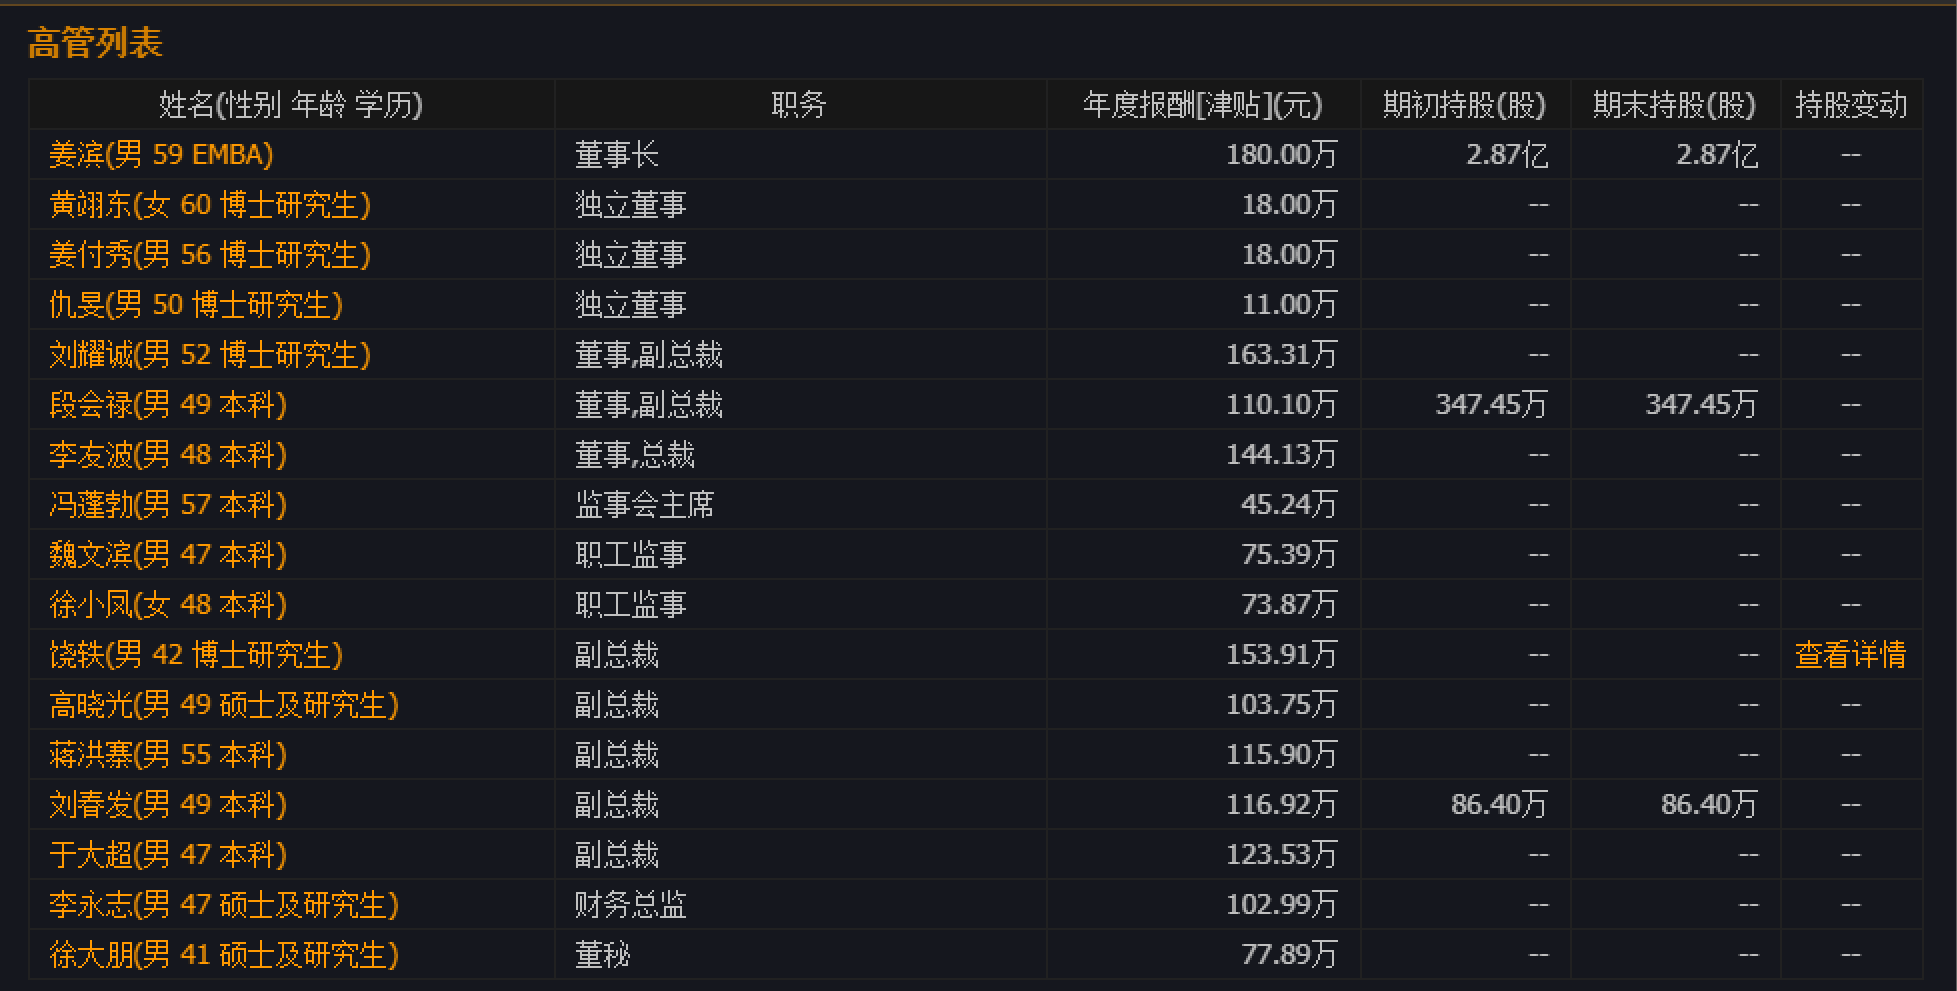 高管列表
姓名(性别 年龄 学历) 职务 年度报酬[津贴](元) 期初持股(股) 期末持股(股) 持股变动
姜滨(男 59 EMBA) 董事长 180.00万 2.87亿 2.87亿 --
黄翊东(女 60 博士研究生) 独立董事 18.00万 -- -- --
姜付秀(男 56 博士研究生) 独立董事 18.00万 -- -- --
仇旻(男 50 博士研究生) 独立董事 11.00万 -- -- --
刘耀诚(男 52 博士研究生) 董事,副总裁 163.31万 -- -- --
段会禄(男 49 本科) 董事,副总裁 110.10万 347.45万 347.45万 --
李友波(男 48 本科) 董事,总裁 144.13万 -- -- --
冯蓬勃(男 57 本科) 监事会主席 45.24万 -- -- --
魏文滨(男 47 本科) 职工监事 75.39万 -- -- --
徐小凤(女 48 本科) 职工监事 73.87万 -- -- --
饶轶(男 42 博士研究生) 副总裁 153.91万 -- -- 查看详情
高晓光(男 49 硕士及研究生) 副总裁 103.75万 -- -- --
蒋洪寨(男 55 本科) 副总裁 115.90万 -- -- --
刘春发(男 49 本科) 副总裁 116.92万 86.40万 86.40万 --
于大超(男 47 本科) 副总裁 123.53万 -- -- --
李永志(男 47 硕士及研究生) 财务总监 102.99万 -- -- --
徐大朋(男 41 硕士及研究生) 董秘 77.89万 -- -- --